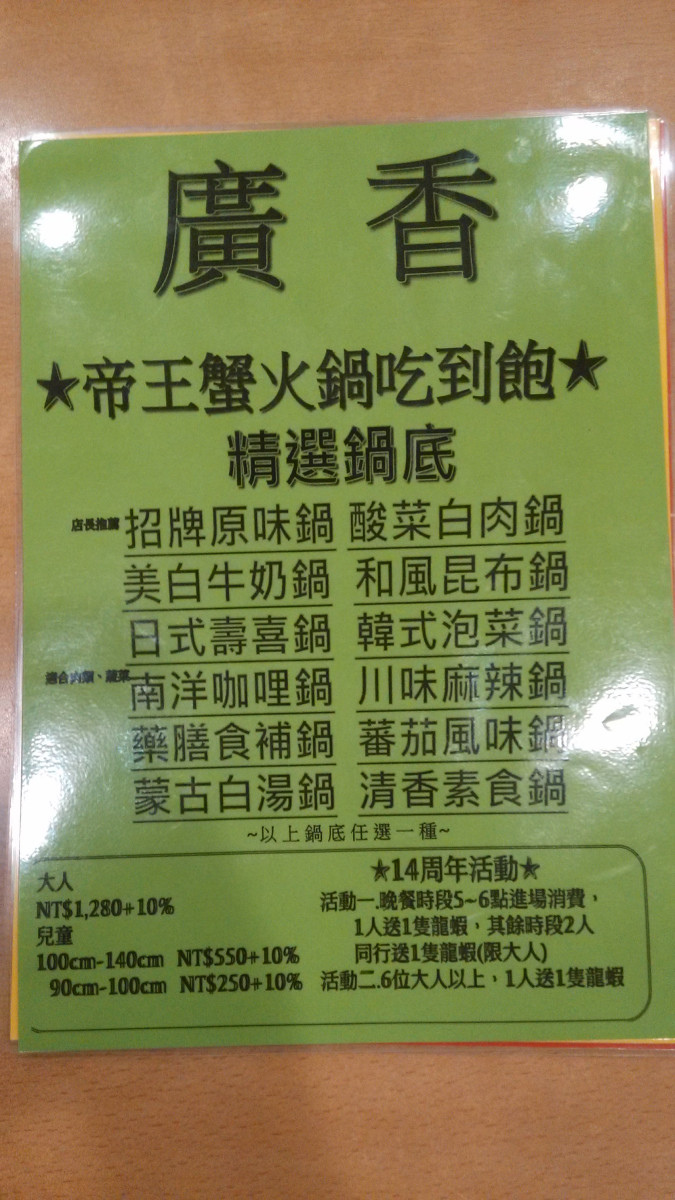 廣香
★帝王蟹火鍋吃到飽★
精選鍋底
店長推薦 招牌原味鍋 酸菜白肉鍋
美白牛奶鍋 和風昆布鍋
日式壽喜鍋 韓式泡菜鍋
適合肉類、蔬菜 南洋咖哩鍋 川味麻辣鍋
藥膳食補鍋 蕃茄風味鍋
蒙古白湯鍋 清香素食鍋
~以上鍋底任選一種~
大人
NT$1,280+10%
兒童
100cm-140cm NT$550+10%
90cm-100cm NT$250+10%
★14周年活動★
活動一.晚餐時段5~6點進場消費，
1人送1隻龍蝦，其餘時段2人
同行送1隻龍蝦(限大人)
活動二.6位大人以上，1人送1隻龍蝦